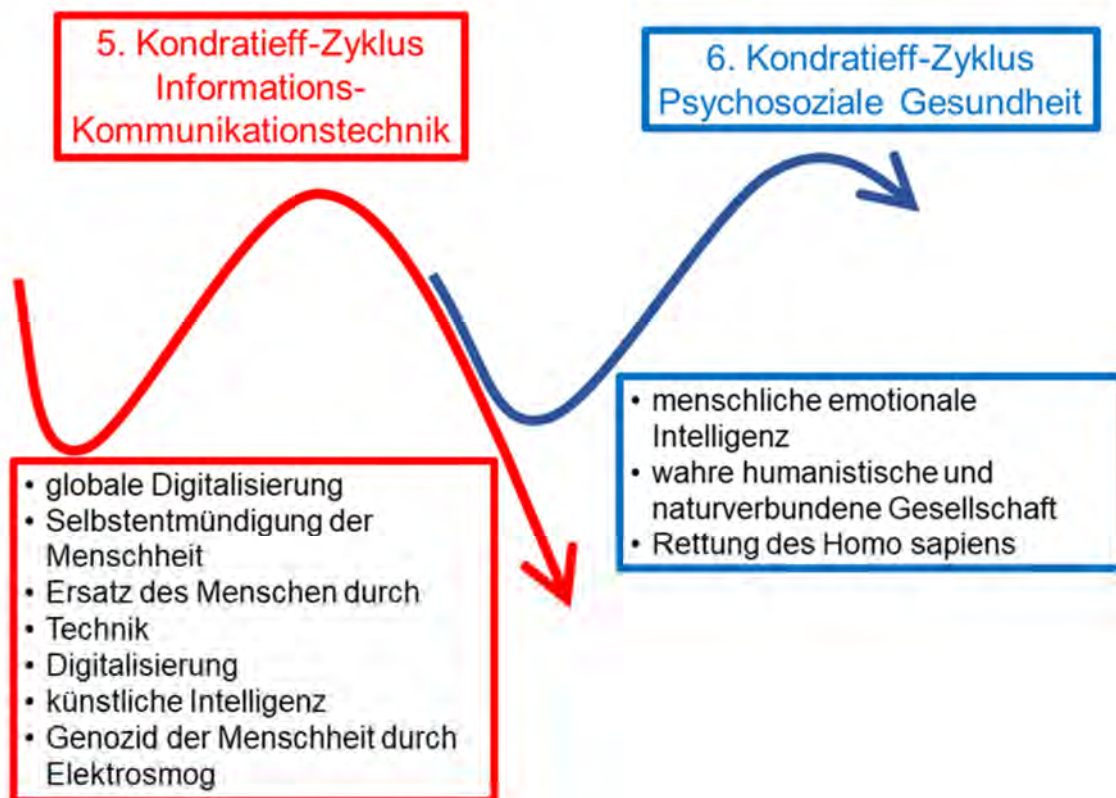 5. Kondratieff-Zyklus
Informations-
Kommunikationstechnik
6. Kondratieff-Zyklus
Psychosoziale Gesundheit
• globale Digitalisierung
• Selbstentmündigung der
Menschheit
• Ersatz des Menschen durch
• Technik
• Digitalisierung
• künstliche Intelligenz
• Genozid der Menschheit durch
Elektrosmog
• menschliche emotionale
Intelligenz
• wahre humanistische und
naturverbundene Gesellschaft
• Rettung des Homo sapiens